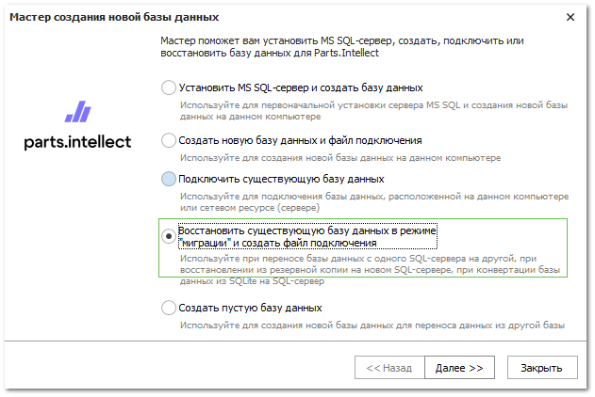 Мастер создания новой базы данных
Мастер поможет вам установить MS SQL-сервер, создать, подключить или
восстановить базу данных для Parts.Intellect
Установить MS SQL-сервер и создать базу данных
Используйте для первоначальной установки сервера MS SQL и создания новой базы
данных на данном компьютере
parts.intellect
Создать новую базу данных и файл подключения
Используйте для создания новой базы данных на данном компьютере
Подключить существующую базу данных
Используйте для подключения базы данных, расположенной на данном компьютере
или сетевом ресурсе (сервере)
Восстановить существующую базу данных в режиме
"миграции" и создать файл подключения
Используйте при переносе базы данных с одного SQL-сервера на другой, при
восстановлении из резервной копии на новом SQL-сервере, при конвертации базы
данных из SQLite на SQL-сервер
Создать пустую базу данных
Используйте для создания новой базы данных для переноса данных из другой базы
<< Назад
Далее >>
Закрыть